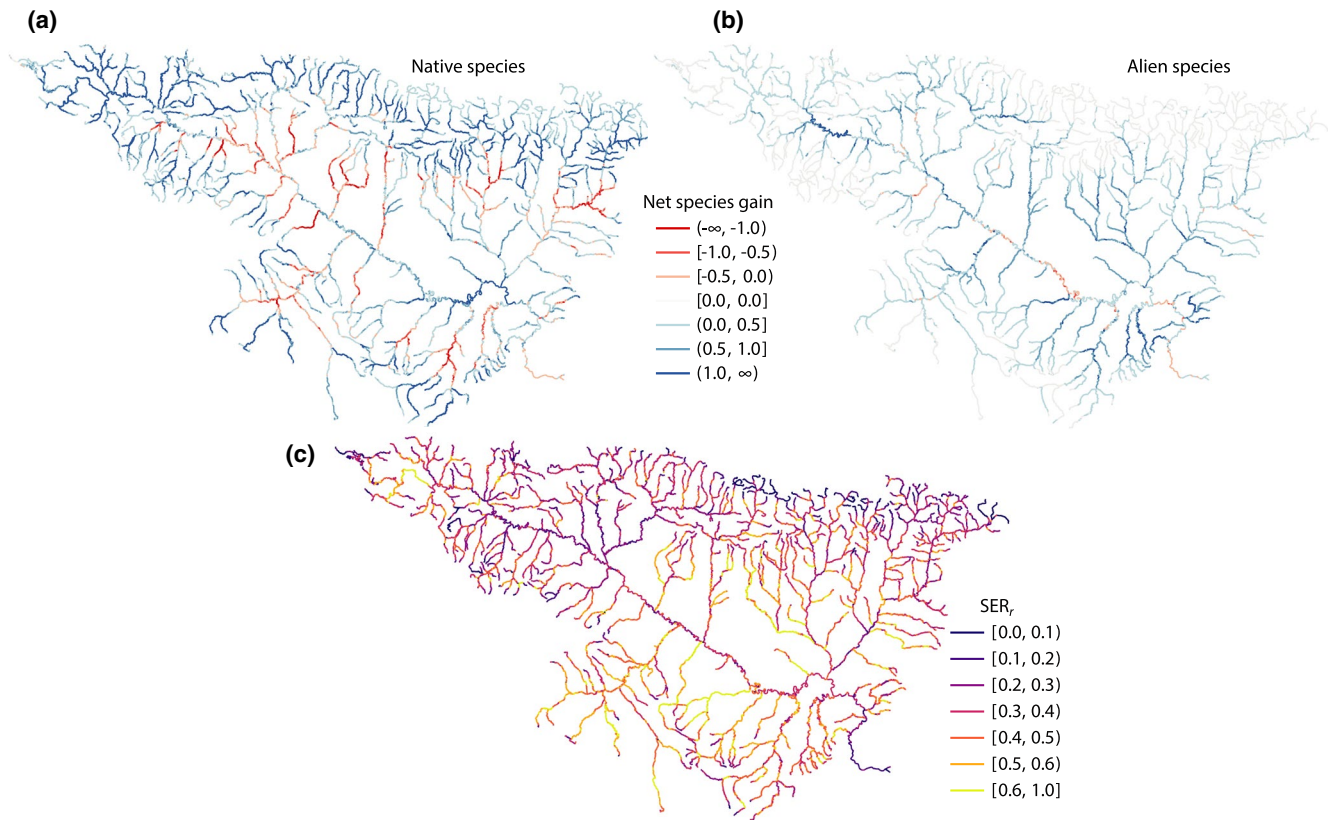 (a)
(b)
Native species
Alien species
Net species gain
(-∞, -1.0)
[-1.0, -0.5)
[-0.5, 0.0)
[0.0, 0.0]
(0.0, 0.5]
(0.5, 1.0]
(1.0, ∞)
(c)
SERr
[0.0, 0.1)
[0.1, 0.2)
[0.2, 0.3)
[0.3, 0.4)
[0.4, 0.5)
[0.5, 0.6)
[0.6, 1.0]